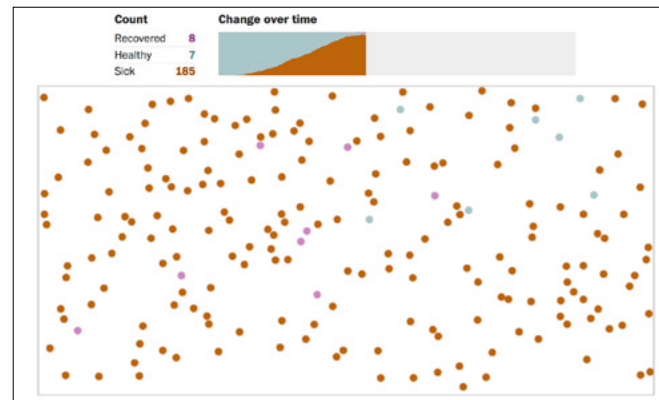 Count
Change over time
Recovered 8
Healthy 7
Sick 185